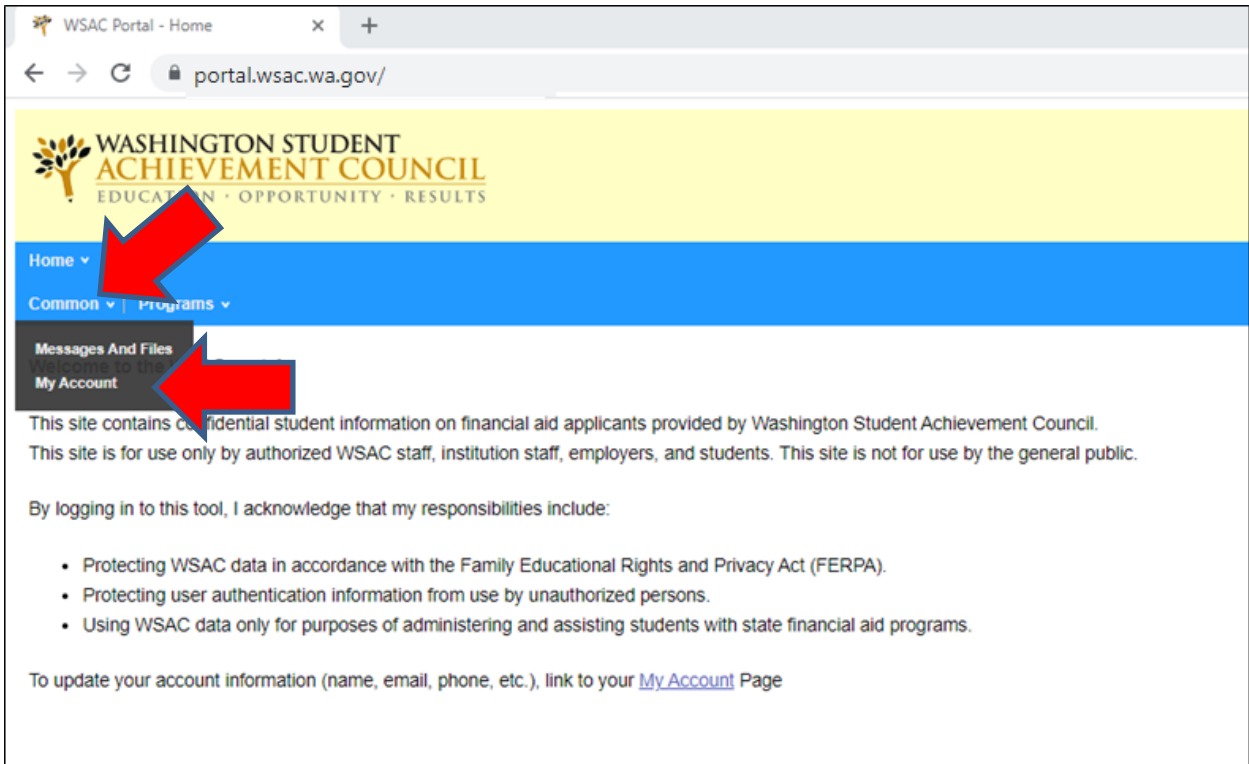 WSAC Portal - Home
portal.wsac.wa.gov/
WASHINGTON STUDENT
ACHIEVEMENT COUNCIL
EDUCATION · OPPORTUNITY · RESULTS
Home
Common | Programs
Messages And Files
Welcome to the
My Account
This site contains confidential student information on financial aid applicants provided by Washington Student Achievement Council.
This site is for use only by authorized WSAC staff, institution staff, employers, and students. This site is not for use by the general public.
By logging in to this tool, I acknowledge that my responsibilities include:
• Protecting WSAC data in accordance with the Family Educational Rights and Privacy Act (FERPA).
• Protecting user authentication information from use by unauthorized persons.
• Using WSAC data only for purposes of administering and assisting students with state financial aid programs.
To update your account information (name, email, phone, etc.), link to your My Account Page